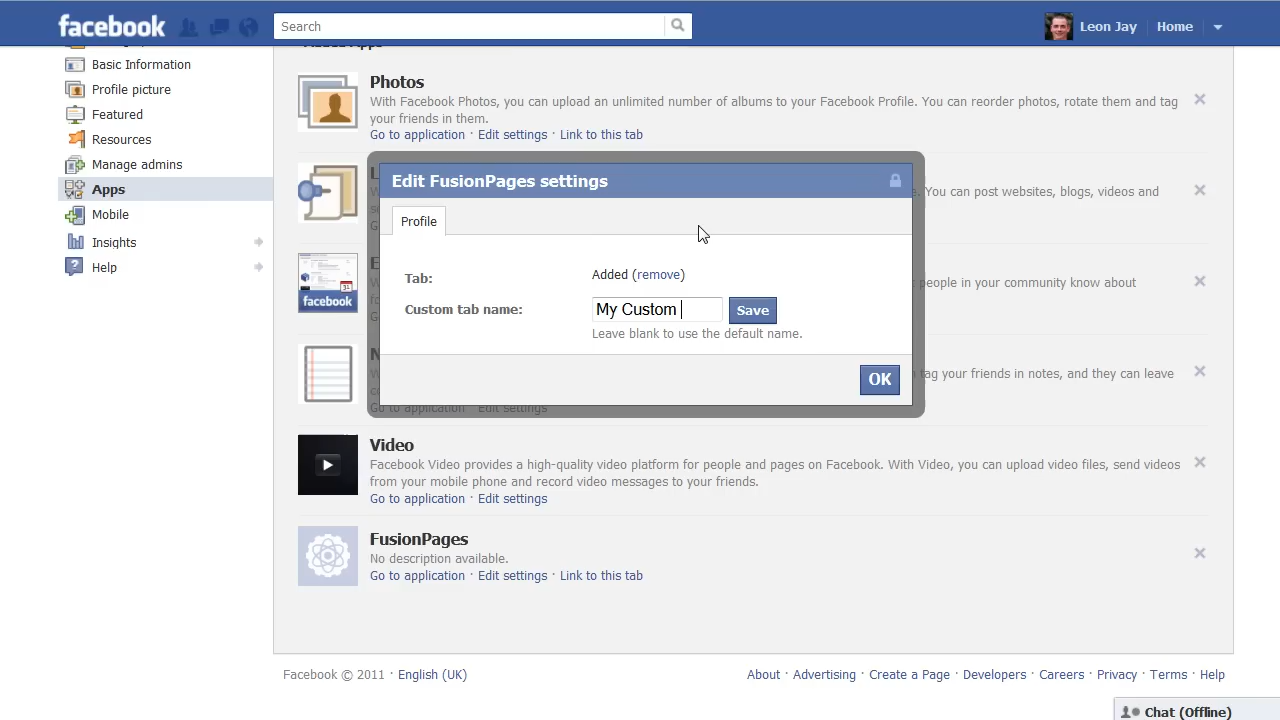 facebook
Search
Leon Jay
Home
Basic Information
Profile picture
Featured
Resources
Manage admins
Apps
Mobile
Insights
Help
Photos
With Facebook Photos, you can upload an unlimited number of albums to your Facebook Profile. You can reorder photos, rotate them and tag
your friends in them.
Go to application · Edit settings · Link to this tab
You can post websites, blogs, videos and
people in your community know about
tag your friends in notes, and they can leave
Go to application · Edit settings
Edit FusionPages settings
Profile
Tab:
Added (remove)
Custom tab name:
My Custom
Save
Leave blank to use the default name.
OK
facebook
Video
Facebook Video provides a high-quality video platform for people and pages on Facebook. With Video, you can upload video files, send videos
from your mobile phone and record video messages to your friends.
Go to application · Edit settings
FusionPages
No description available.
Go to application · Edit settings · Link to this tab
Facebook © 2011 · English (UK)
About · Advertising · Create a Page · Developers · Careers · Privacy · Terms · Help
Chat (Offline)